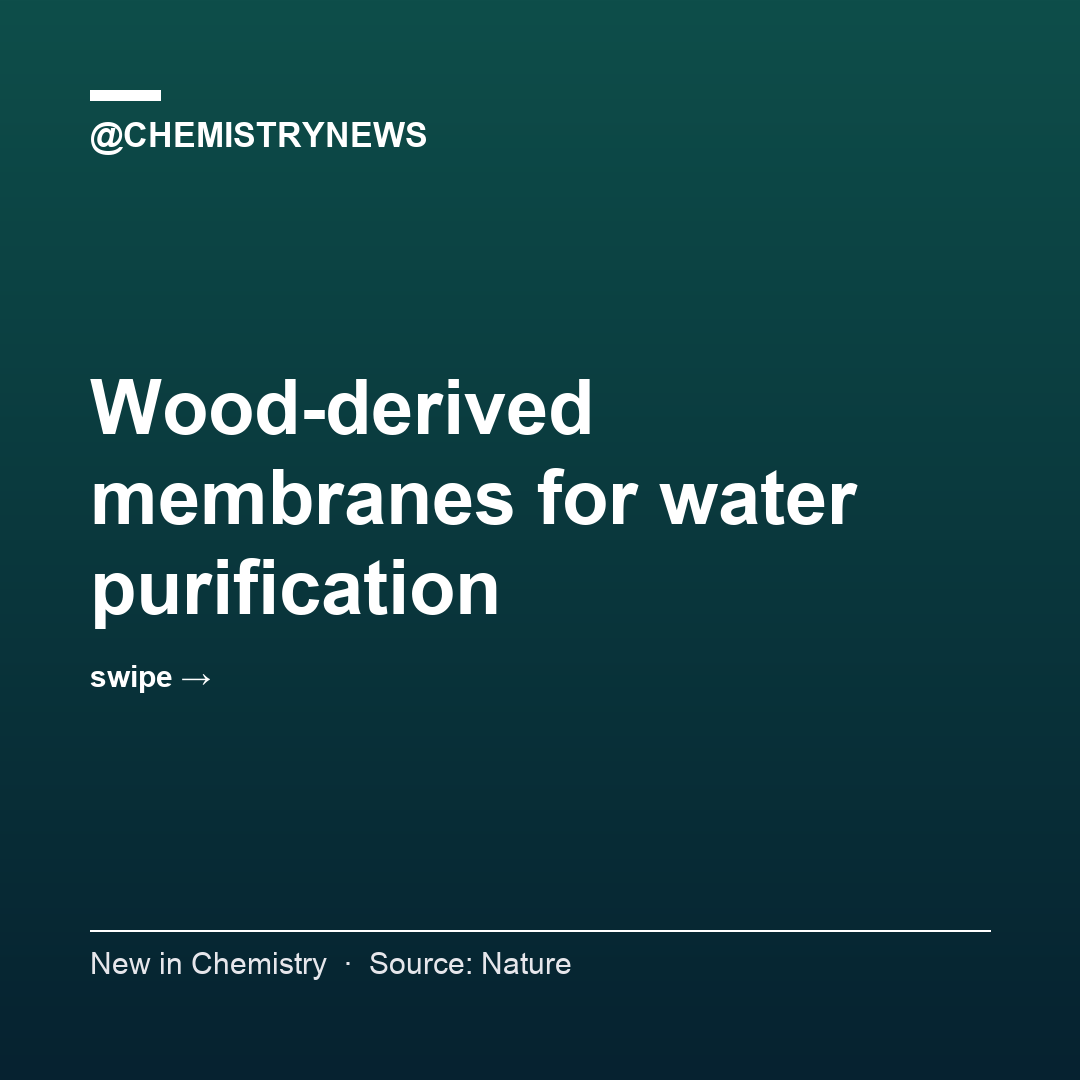 @CHEMISTRYNEWS
Wood-derived
membranes for water
purification
swipe →
New in Chemistry · Source: Nature